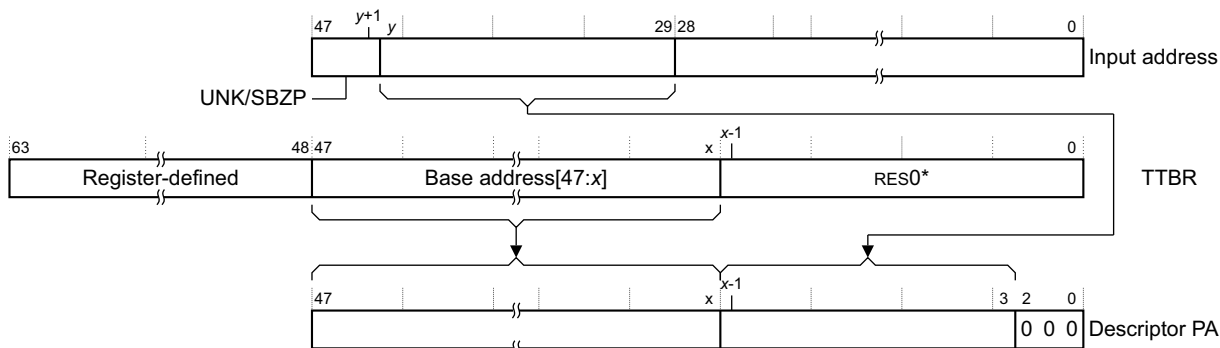 47 y+1 y 29 28 0
Input address
UNK/SBZP
63 48 47 x x-1 0
Register-defined Base address[47:x] RES0* TTBR
47 x x-1 3 2 0
0 0 0 Descriptor PA